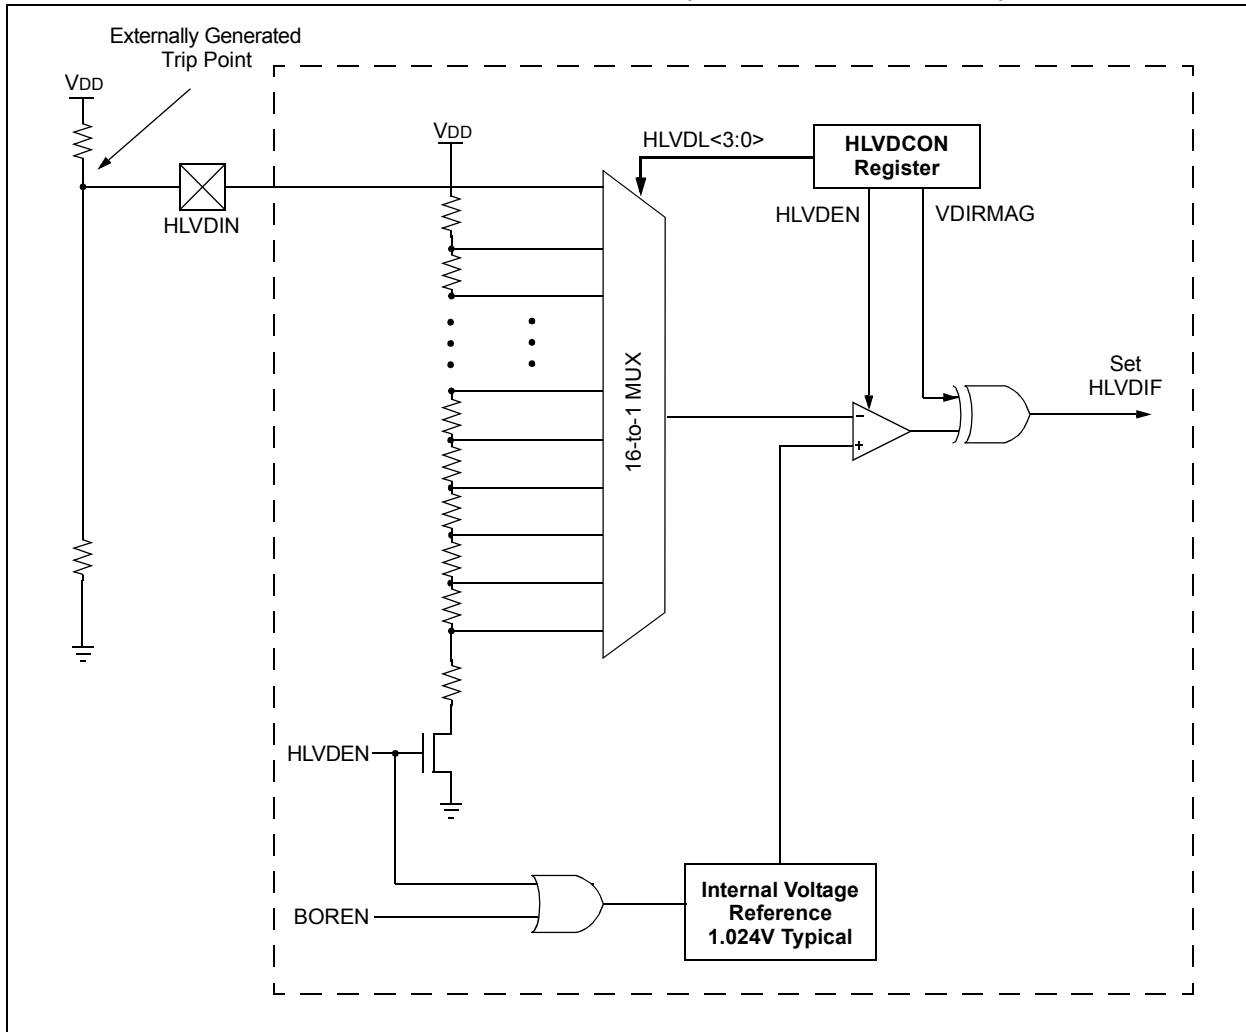 Externally Generated
Trip Point
VDD
VDD
HLVDL<3:0>
HLVDCON
Register
HLVDIN
HLVDEN
VDIRMAG
16-to-1 MUX
–
+
Set
HLVDIF
HLVDEN
BOREN
Internal Voltage
Reference
1.024V Typical